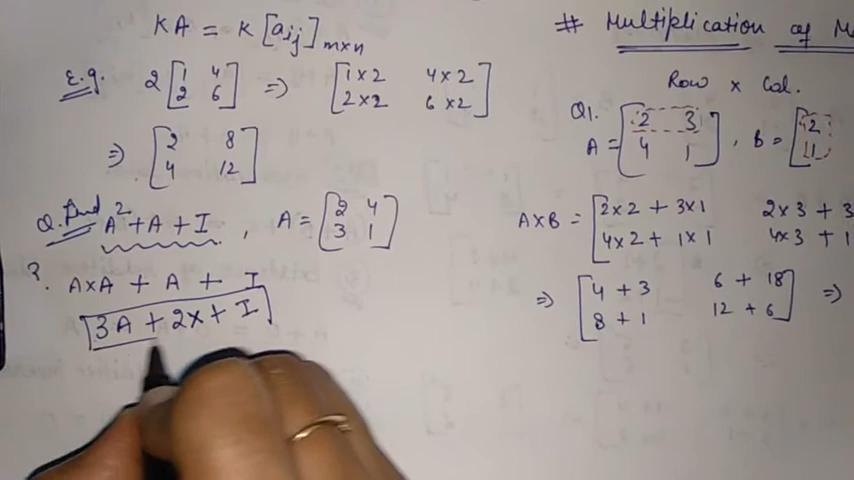 KA = K [aij]m×n
E.g. 2 [1 4 ⇒ [1×2 4×2
2 6] 2×2 6×2]
⇒ [2 8
4 12]
Q. Find A² + A + I , A = [2 4
3 1]
?. A×A + A + I
3A + 2x + I
# Multiplication of
Row × Col.
Q1.
A = [2 3 , B = [2
4 1] 1
A×B = [2×2 + 3×1 2×3 + 3
4×2 + 1×1 4×3 + 1
⇒ [4 + 3 6 + 18 ⇒
8 + 1 12 + 6]